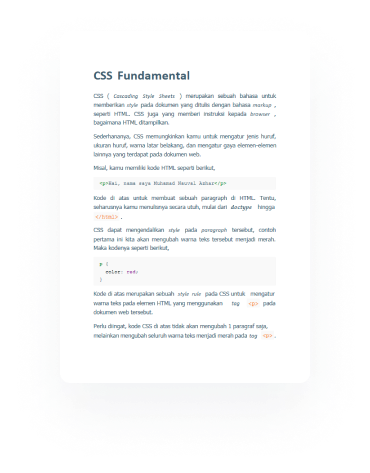 CSS Fundamental
CSS ( Cascading Style Sheets ) merupakan sebuah bahasa untuk
memberikan style pada dokumen yang ditulis dengan bahasa markup ,
seperti HTML. CSS juga yang memberi instruksi kepada browser ,
bagaimana HTML ditampilkan.
Sederhananya, CSS memungkinkan kamu untuk mengatur jenis huruf,
ukuran huruf, warna latar belakang, dan mengatur gaya elemen-elemen
lainnya yang terdapat pada dokumen web.
Misal, kamu memiliki kode HTML seperti berikut,
<p>Hai, nama saya Muhamad Nauval Azhar</p>
Kode di atas untuk membuat sebuah paragraph di HTML. Tentu,
seharusnya kamu menulisnya secara utuh, mulai dari doctype hingga
</html> .
CSS dapat mengendalikan style pada paragraph tersebut, contoh
pertama ini kita akan mengubah warna teks tersebut menjadi merah.
Maka kodenya seperti berikut,
p {
color: red;
}
Kode di atas merupakan sebuah style rule pada CSS untuk mengatur
warna teks pada elemen HTML yang menggunakan tag <p> pada
dokumen web tersebut.
Perlu diingat, kode CSS di atas tidak akan mengubah 1 paragraf saja,
melainkan mengubah seluruh warna teks menjadi merah pada tag <p> .